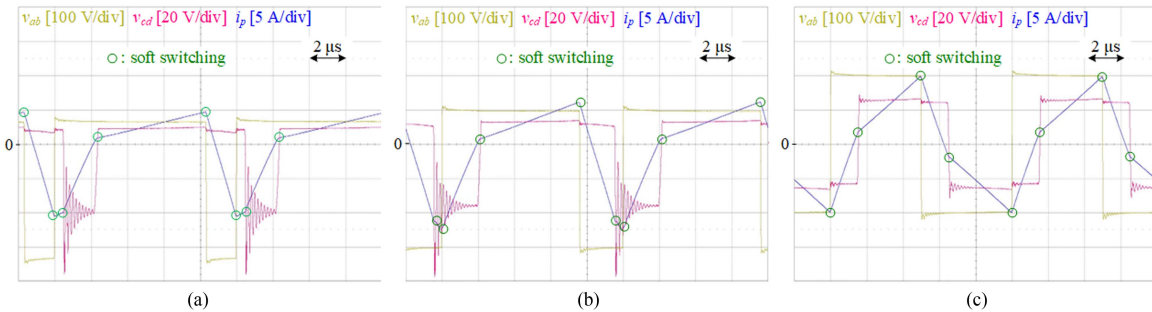 v_ab [100 V/div] v_cd [20 V/div] i_p [5 A/div]
2 μs
: soft switching
0
(a)
v_ab [100 V/div] v_cd [20 V/div] i_p [5 A/div]
2 μs
: soft switching
0
(b)
v_ab [100 V/div] v_cd [20 V/div] i_p [5 A/div]
2 μs
: soft switching
0
(c)